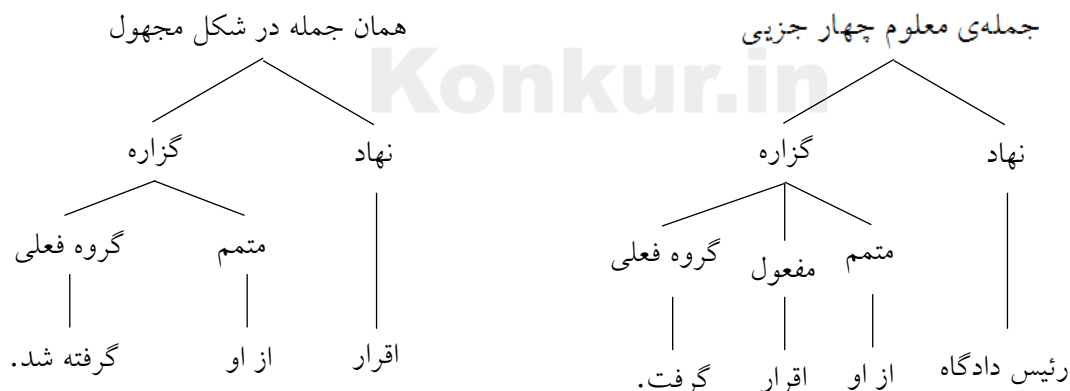 جمله‌ی معلوم چهار جزیی
همان جمله در شکل مجهول
Konkur.in
نهاد
گزاره
نهاد
گزاره
متمم
مفعول
گروه فعلی
متمم
گروه فعلی
رئیس دادگاه
از او
اقرار
گرفت.
اقرار
از او
گرفته شد.